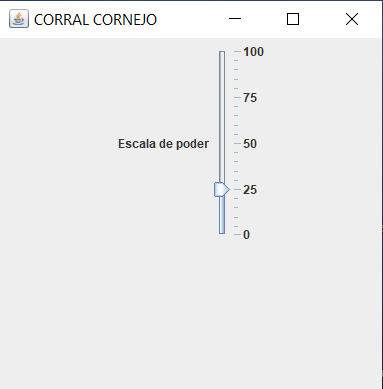 CORRAL CORNEJO
100
75
Escala de poder 50
25
0